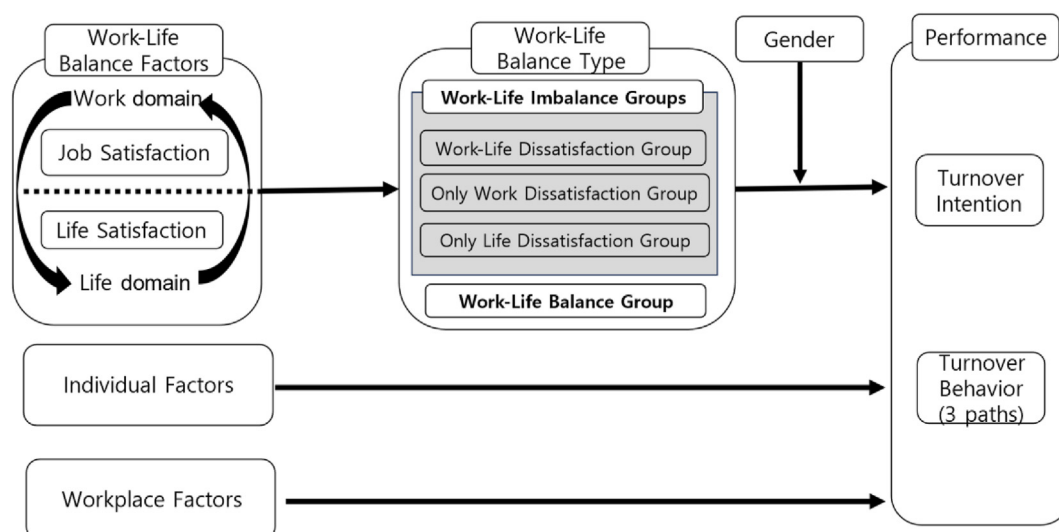 Work-Life
Balance Factors
Work domain
Job Satisfaction
Life Satisfaction
Life domain
Work-Life
Balance Type
Work-Life Imbalance Groups
Work-Life Dissatisfaction Group
Only Work Dissatisfaction Group
Only Life Dissatisfaction Group
Work-Life Balance Group
Gender
Performance
Turnover
Intention
Turnover
Behavior
(3 paths)
Individual Factors
Workplace Factors